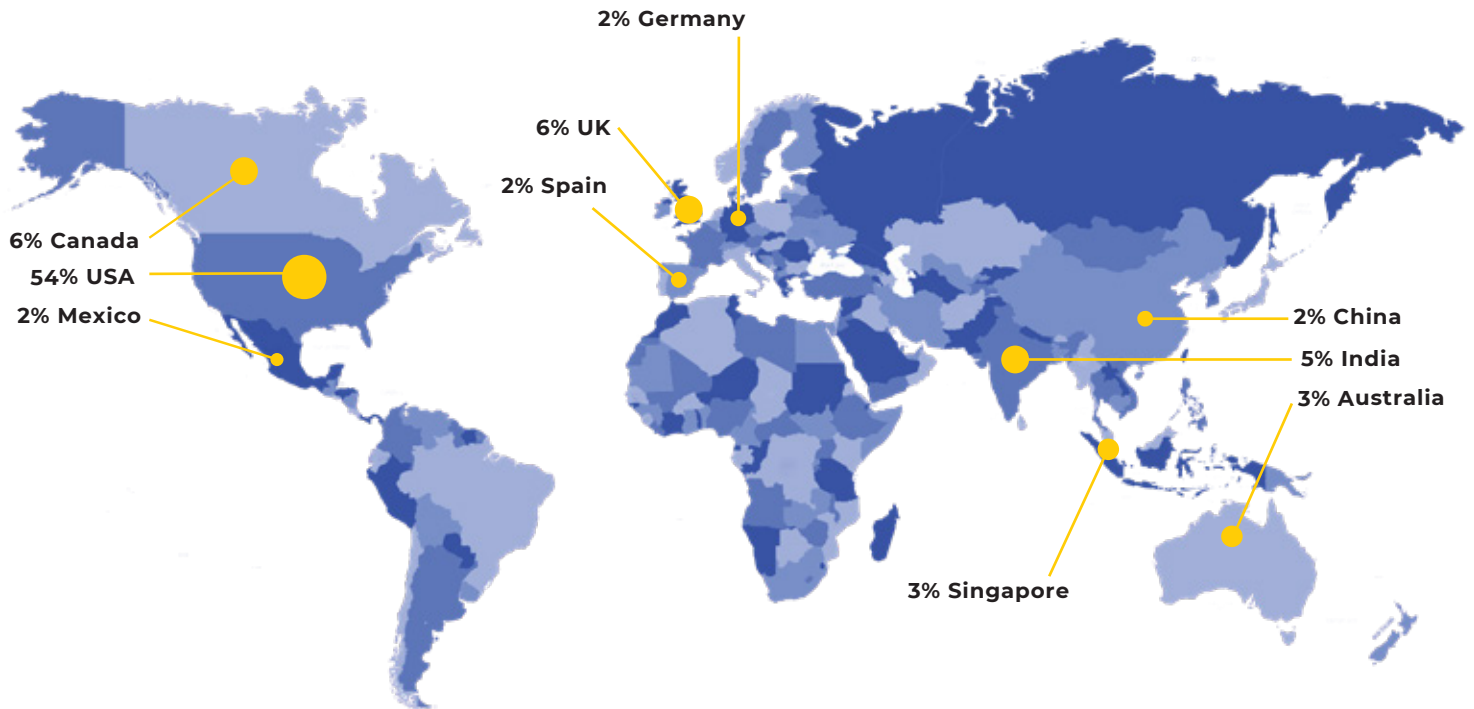 2% Germany
6% UK
2% Spain
6% Canada
54% USA
2% Mexico
2% China
5% India
3% Australia
3% Singapore